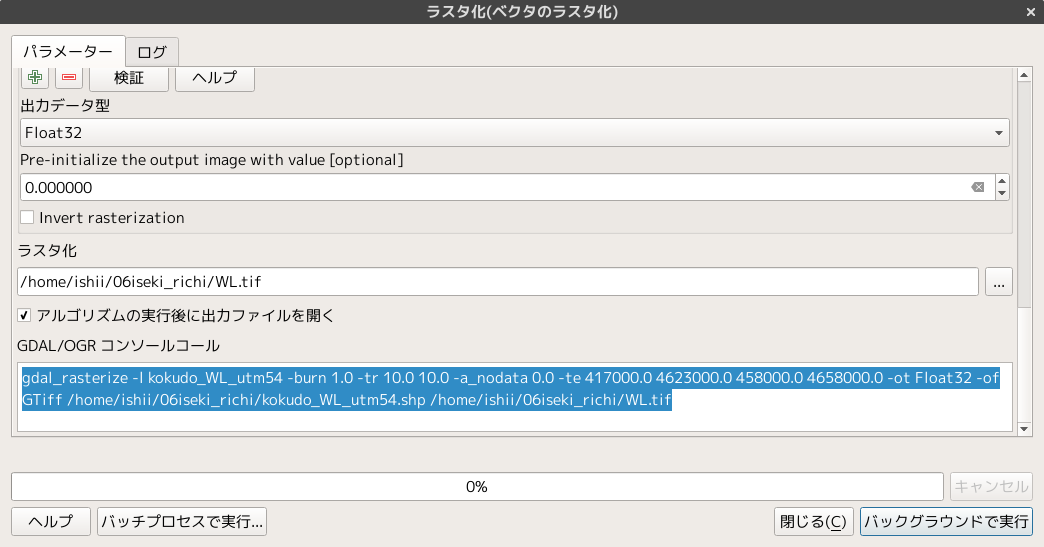 ラスタ化(ベクタのラスタ化)
パラメーター ログ
検証 ヘルプ
出力データ型
Float32
Pre-initialize the output image with value [optional]
0.000000
Invert rasterization
ラスタ化
/home/ishii/06iseki_richi/WL.tif ...
アルゴリズムの実行後に出力ファイルを開く
GDAL/OGR コンソールコール
gdal_rasterize -l kokudo_WL_utm54 -burn 1.0 -tr 10.0 10.0 -a_nodata 0.0 -te 417000.0 4623000.0 458000.0 4658000.0 -ot Float32 -of
GTiff /home/ishii/06iseki_richi/kokudo_WL_utm54.shp /home/ishii/06iseki_richi/WL.tif
0% キャンセル
ヘルプ バッチプロセスで実行... 閉じる(C) バックグラウンドで実行